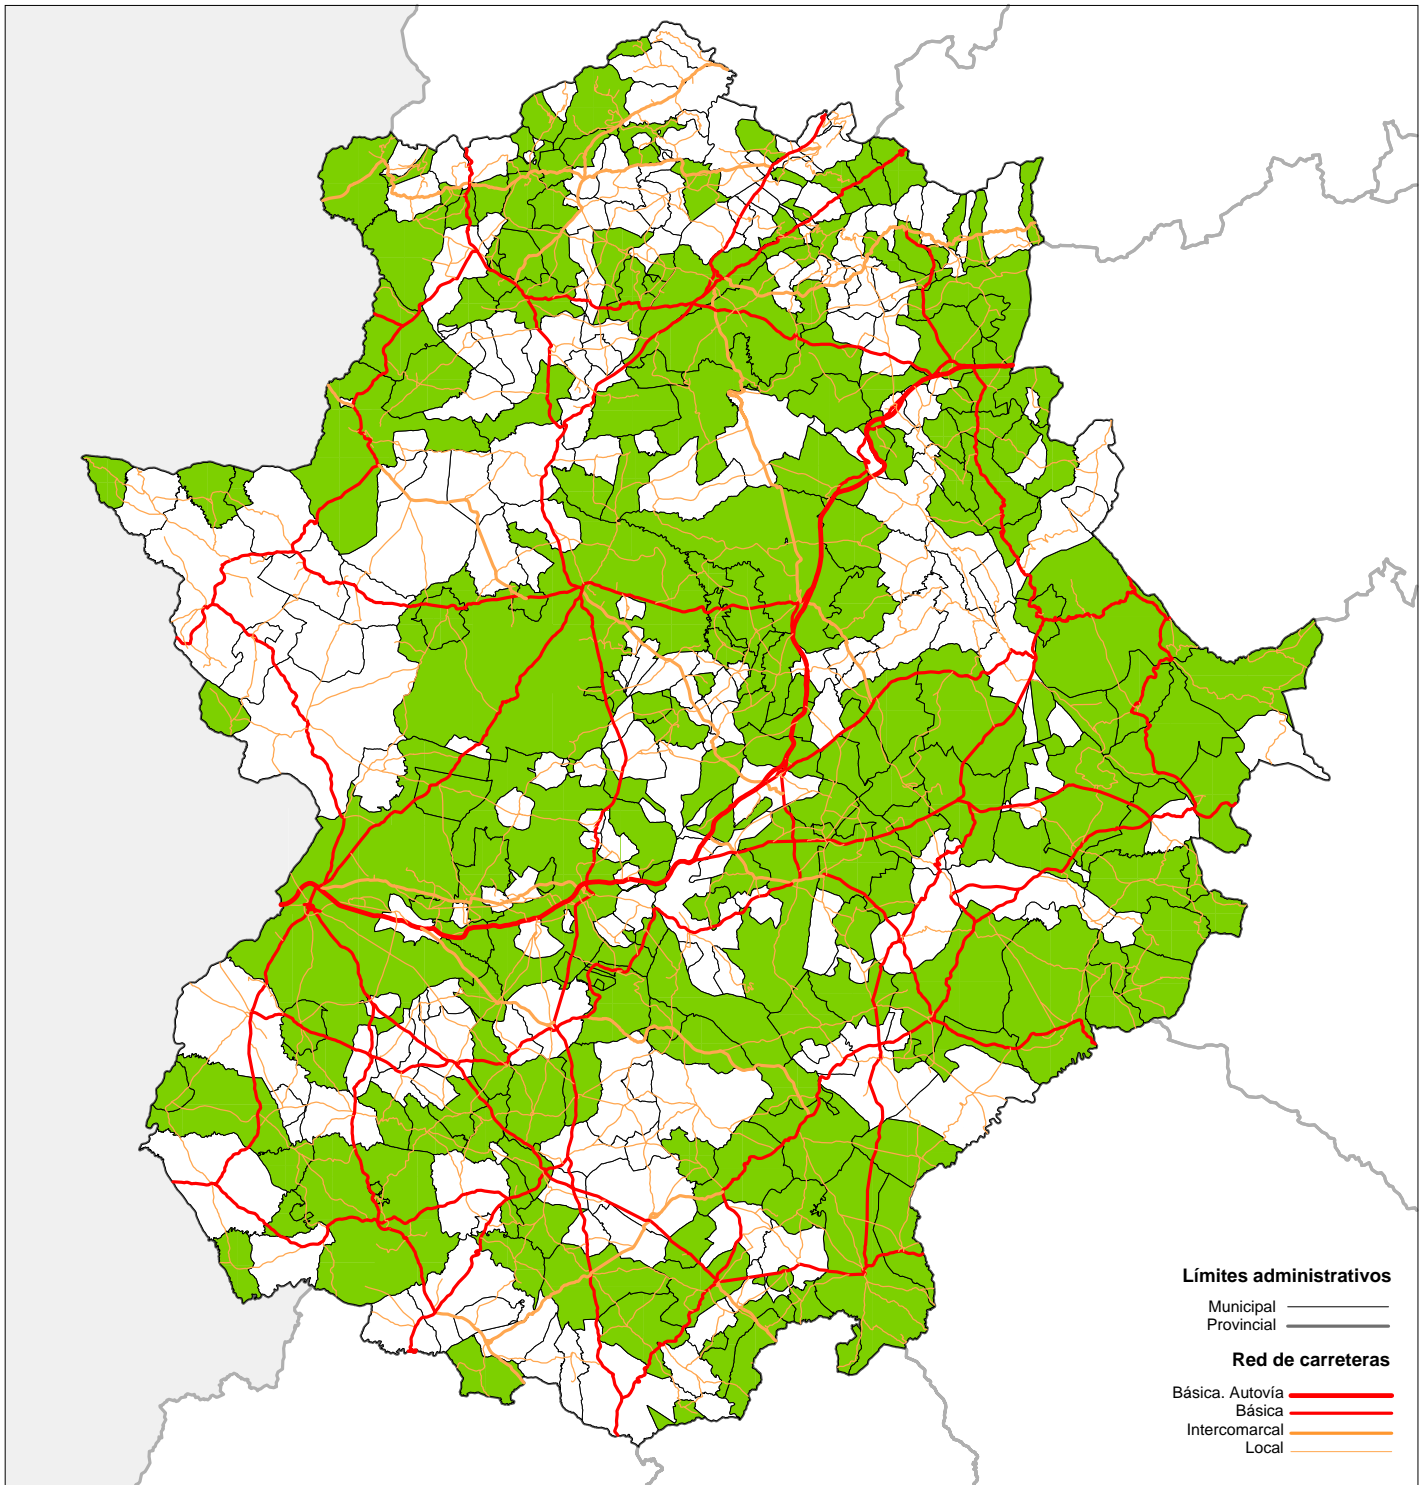 Límites administrativos
Municipal
Provincial
Red de carreteras
Básica. Autovía
Básica
Intercomarcal
Local